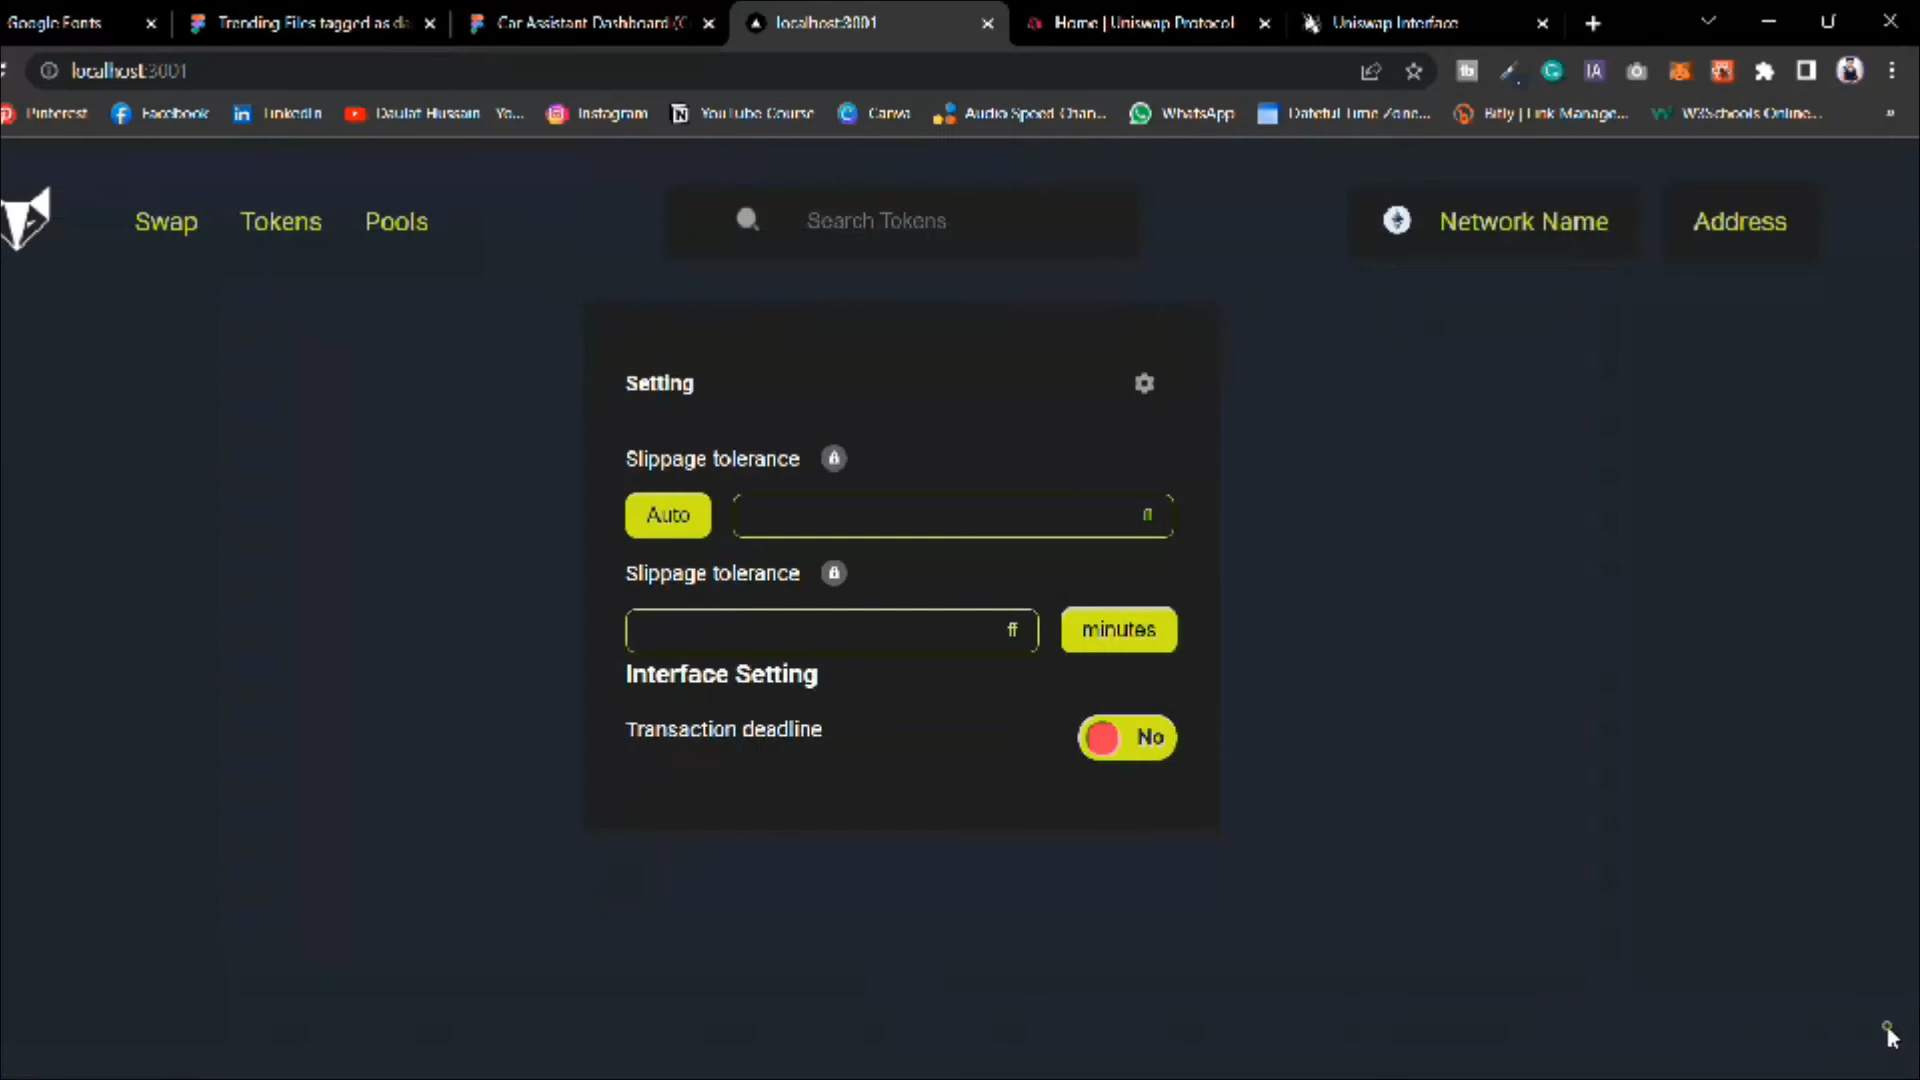 Google Fonts
Trending Files tagged as da
Car Assistant Dashboard (C
localhost:3001
Home | Uniswap Protocol
Uniswap Interface
localhost:3001
Pinterest
Facebook
LinkedIn
Daulat Hussain Yo...
Instagram
YouTube Course
Canva
Audio Speed Chan...
WhatsApp
Dateful Time Zone...
Bitly | Link Manage...
W3Schools Online...
Swap
Tokens
Pools
Search Tokens
Network Name
Address
Setting
Slippage tolerance
Auto
Slippage tolerance
ff
minutes
Interface Setting
Transaction deadline
No